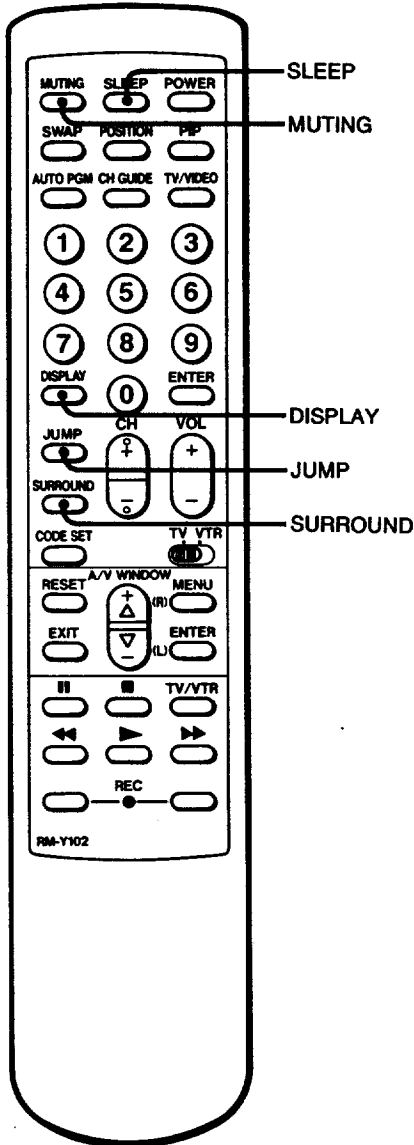 MUTING SLEEP POWER
SLEEP
MUTING
SWAP POSITION PIP
AUTO PGM CH GUIDE TV/VIDEO
1 2 3
4 5 6
7 8 9
DISPLAY 0 ENTER
DISPLAY
CH VOL
JUMP + +
JUMP
SURROUND – –
SURROUND
CODE SET TV VTR
A/V WINDOW
RESET + (R) MENU
EXIT – (L) ENTER
TV/VTR
REC
RM-Y102